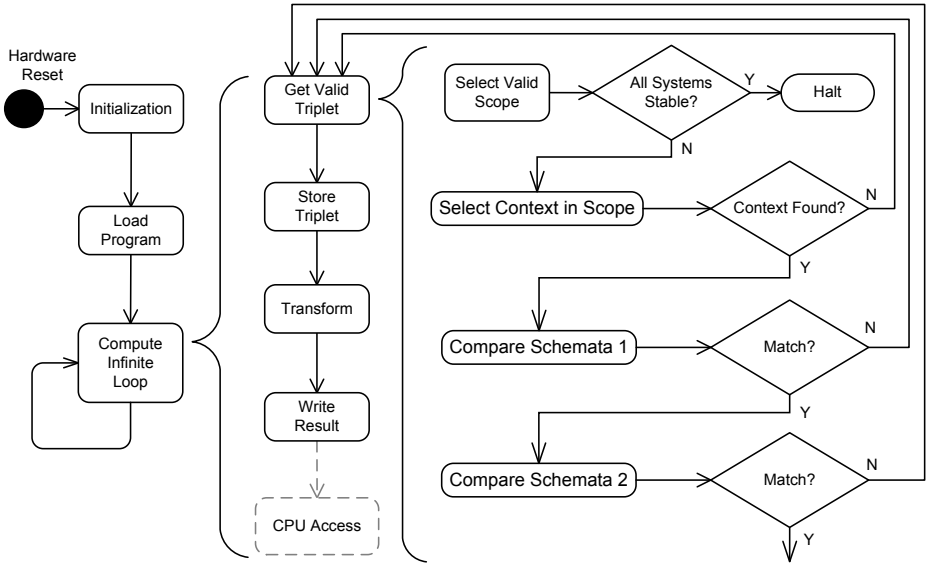 Hardware
Reset
Initialization
Load
Program
Compute
Infinite
Loop
Get Valid
Triplet
Store
Triplet
Transform
Write
Result
CPU Access
Select Valid
Scope
All Systems
Stable?
Y
Halt
N
Select Context in Scope
Context Found?
N
Y
Compare Schemata 1
Match?
N
Y
Compare Schemata 2
Match?
N
Y